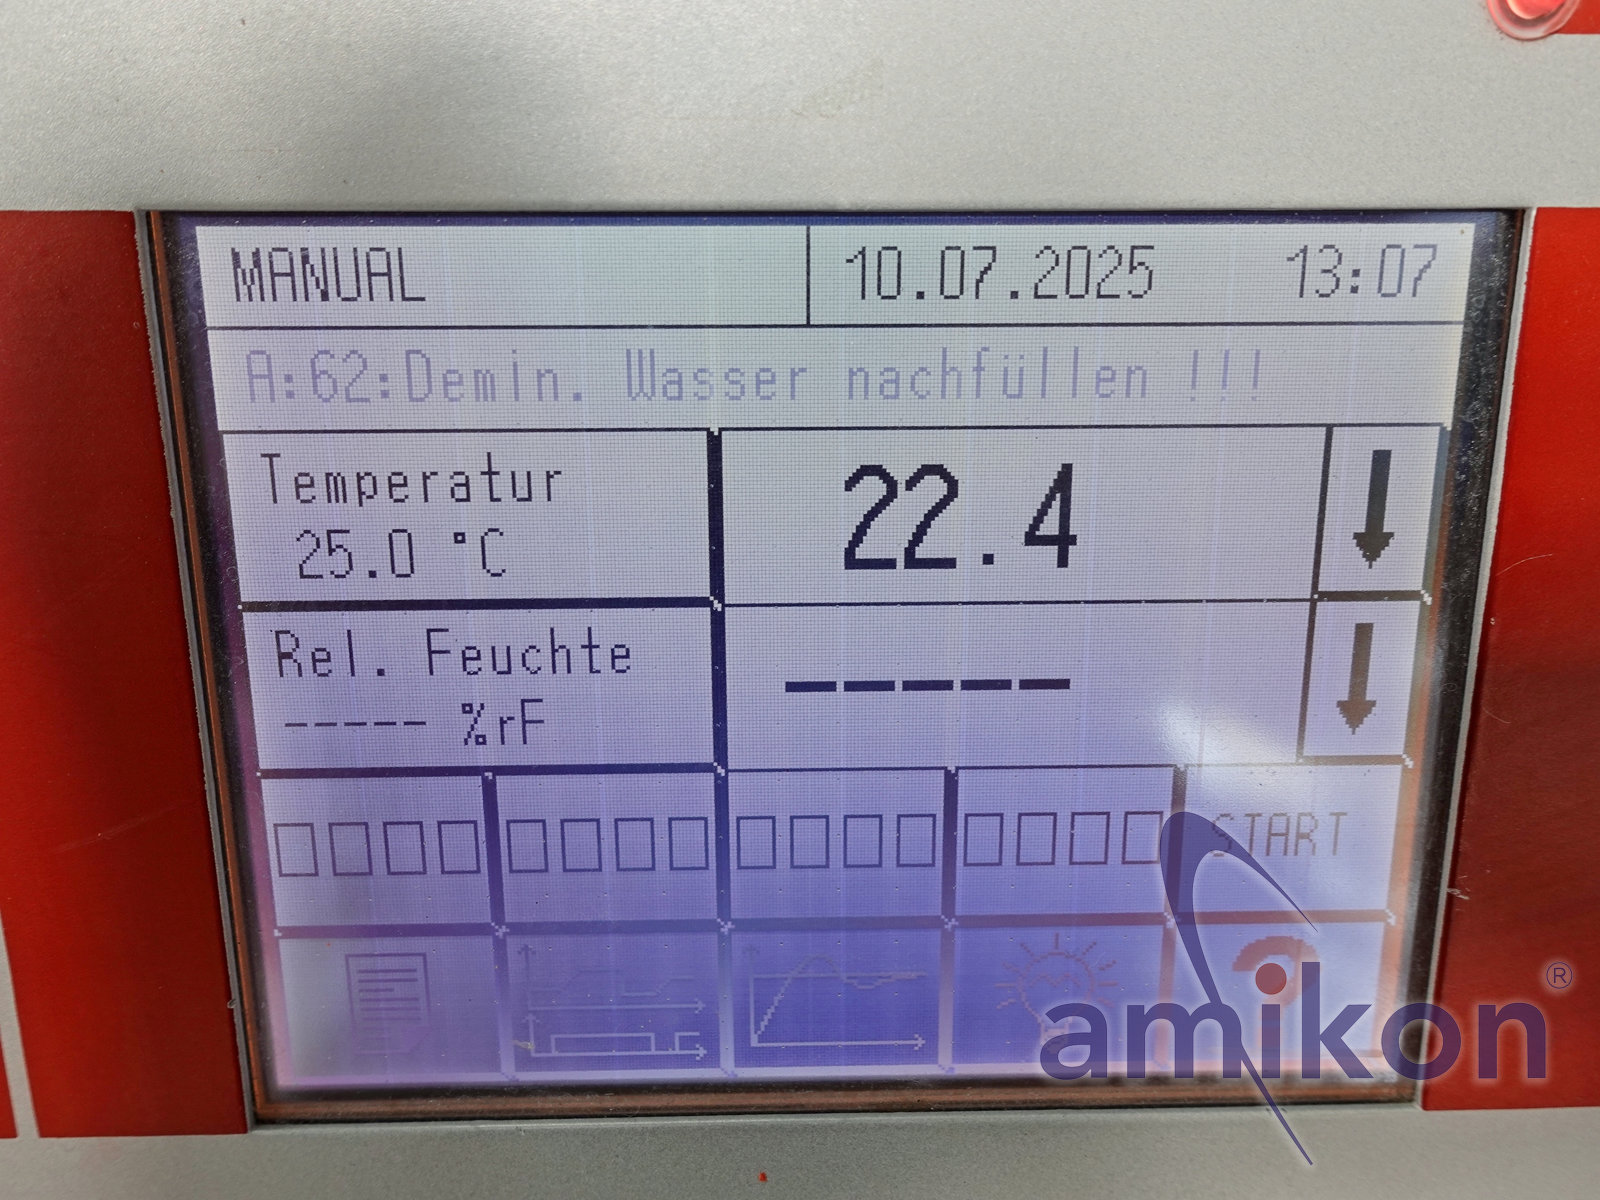 MANUAL 10.07.2025 13:07
A:62:Demin. Wasser nachfüllen !!!
Temperatur
25.0 °C
22.4
Rel. Feuchte
----- %rF
-----
START
amikon®